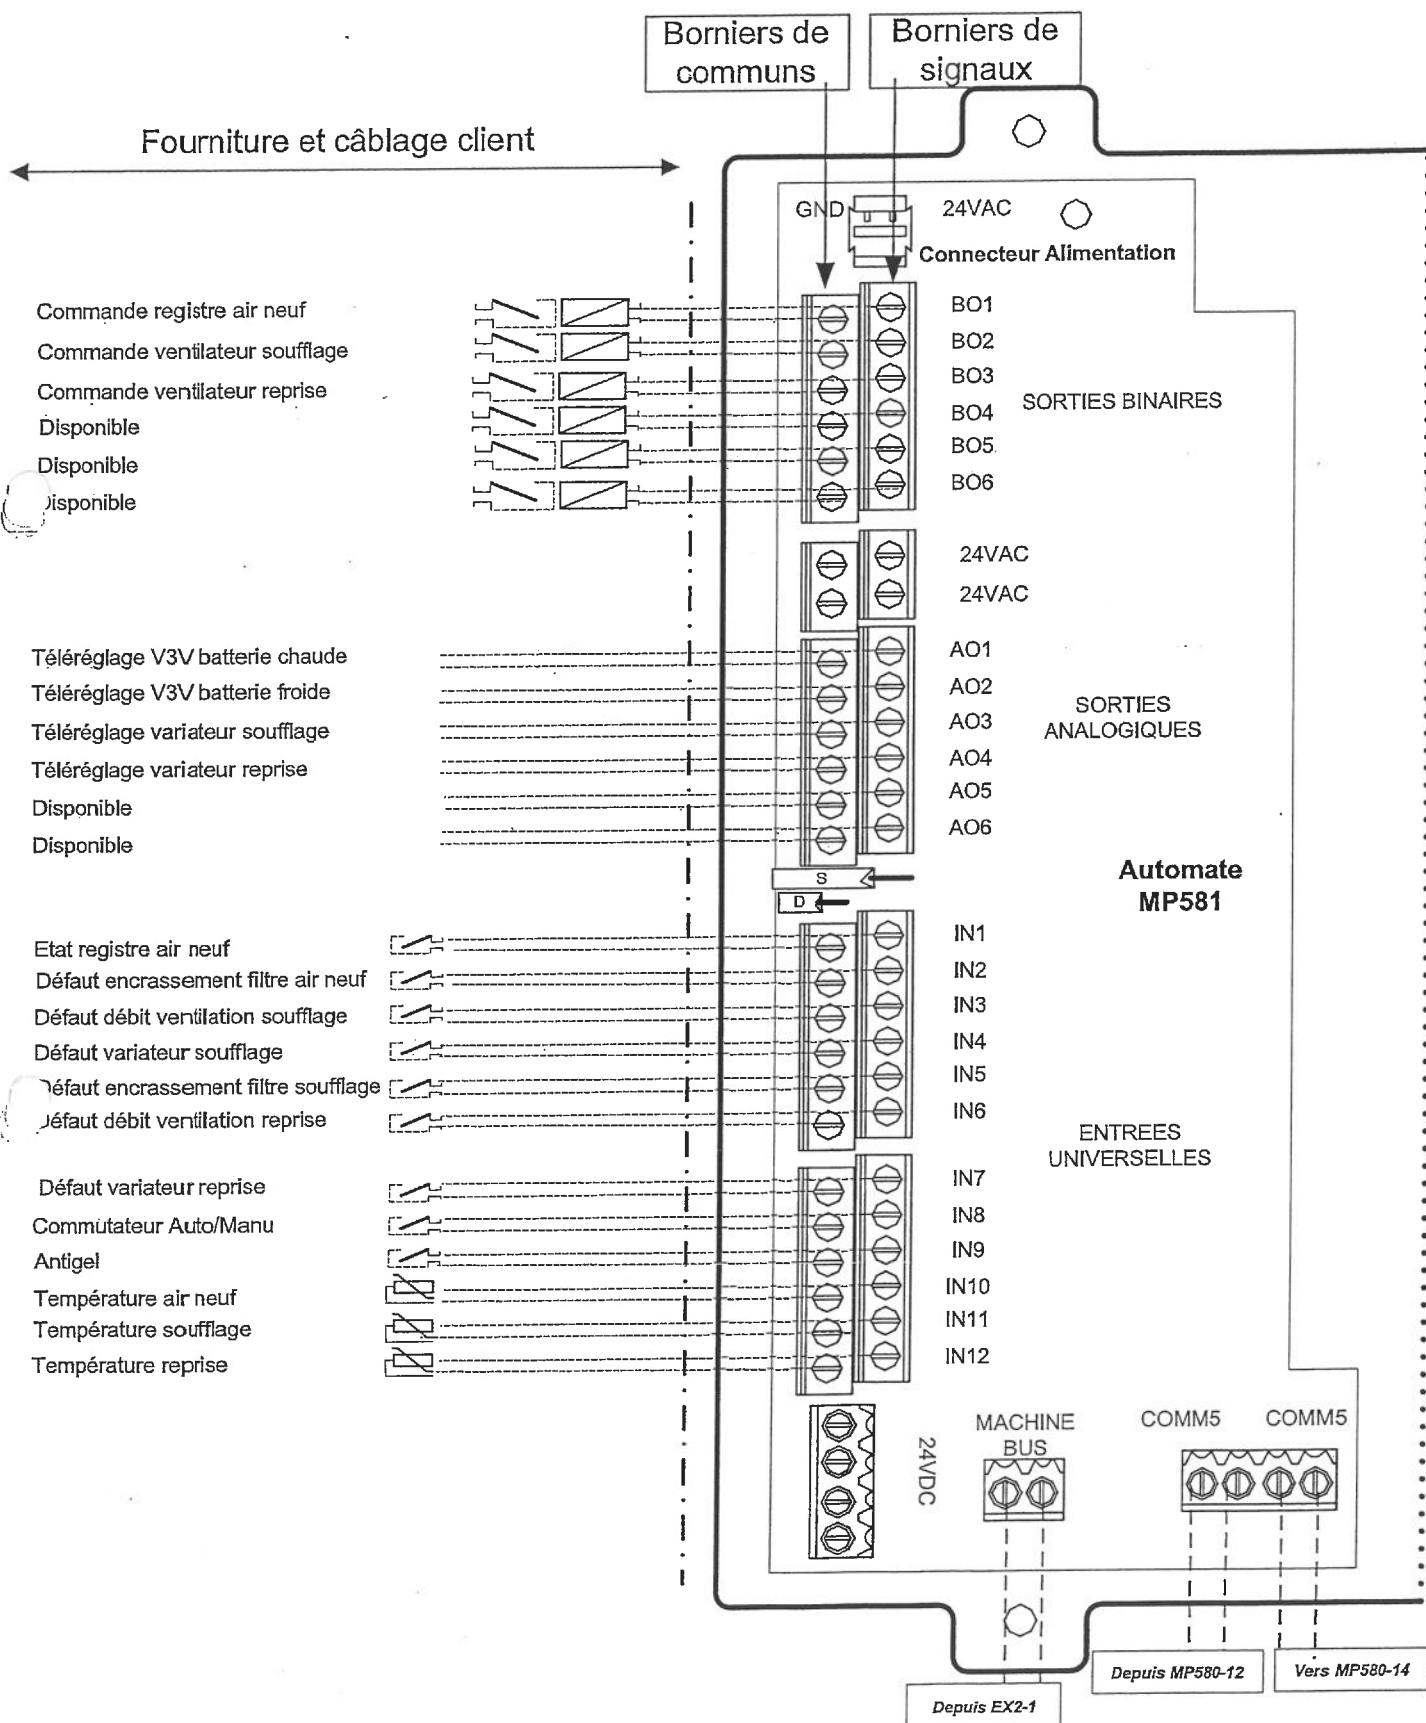 Borniers de
communs
Borniers de
signaux
Fourniture et câblage client
GND
24VAC
Connecteur Alimentation
Commande registre air neuf
BO1
Commande ventilateur soufflage
BO2
Commande ventilateur reprise
BO3
Disponible
BO4
Disponible
BO5
Disponible
BO6
SORTIES BINAIRES
24VAC
24VAC
Téléréglage V3V batterie chaude
AO1
Téléréglage V3V batterie froide
AO2
Téléréglage variateur soufflage
AO3
Téléréglage variateur reprise
AO4
Disponible
AO5
Disponible
AO6
SORTIES
ANALOGIQUES
S
D
Automate
MP581
Etat registre air neuf
IN1
Défaut encrassement filtre air neuf
IN2
Défaut débit ventilation soufflage
IN3
Défaut variateur soufflage
IN4
Défaut encrassement filtre soufflage
IN5
Défaut débit ventilation reprise
IN6
ENTREES
UNIVERSELLES
Défaut variateur reprise
IN7
Commutateur Auto/Manu
IN8
Antigel
IN9
Température air neuf
IN10
Température soufflage
IN11
Température reprise
IN12
24VDC
MACHINE
BUS
COMM5
COMM5
Depuis MP580-12
Vers MP580-14
Depuis EX2-1